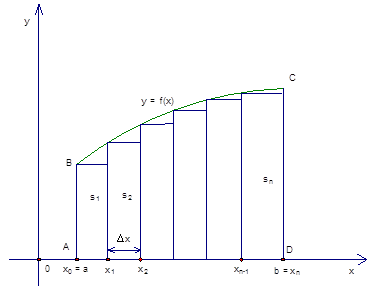 y
C
y = f(x)
B
s₁ s₂ sₙ
Δx
A D
0 x₀ = a x₁ x₂ xₙ₋₁ b = xₙ x